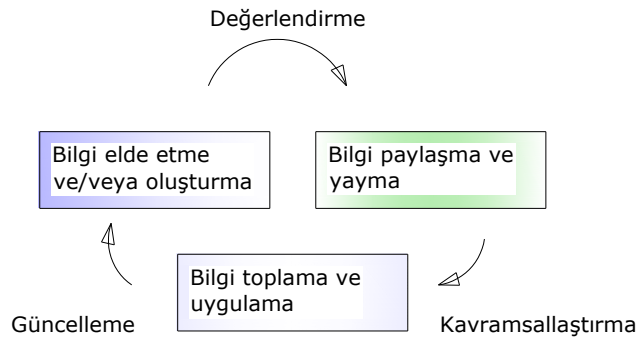 Değerlendirme
Bilgi elde etme
ve/veya oluşturma
Bilgi paylaşma ve
yayma
Bilgi toplama ve
uygulama
Güncelleme
Kavramsallaştırma